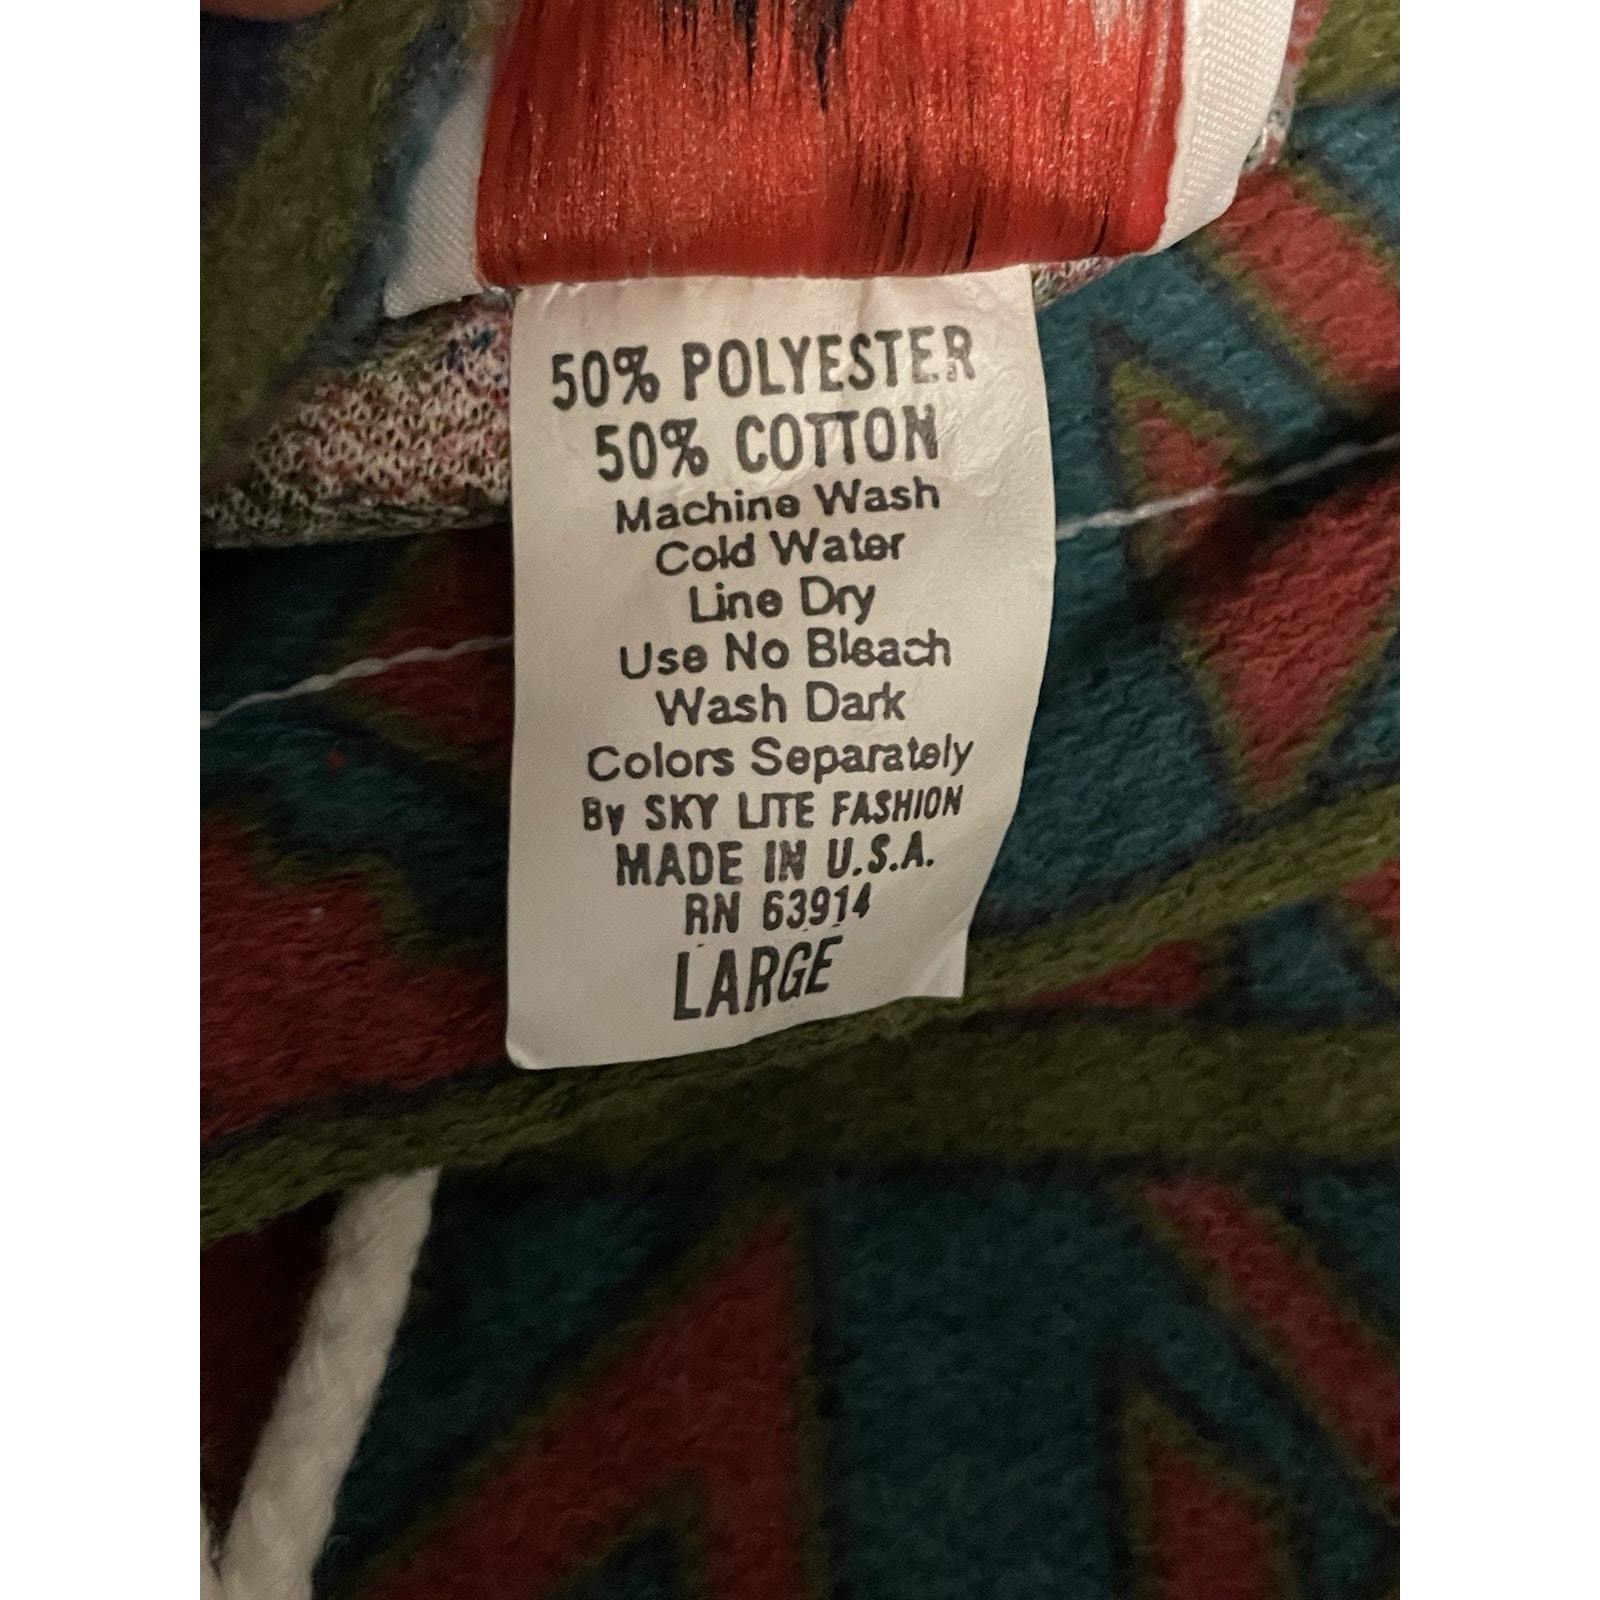 50% POLYESTER
50% COTTON
Machine Wash
Cold Water
Line Dry
Use No Bleach
Wash Dark
Colors Separately
By SKY LITE FASHION
MADE IN U.S.A.
RN 63914
LARGE